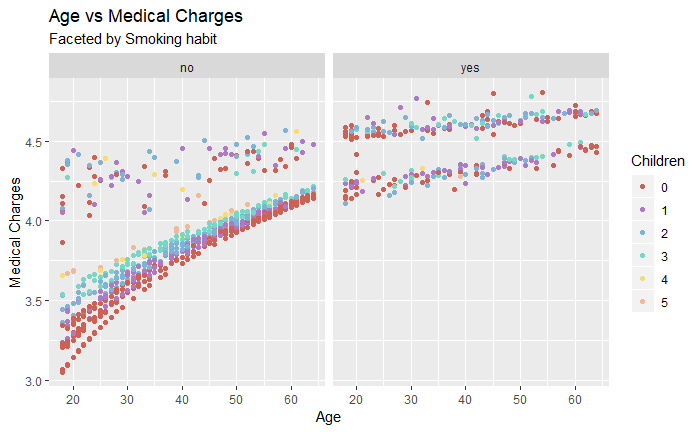 Age vs Medical Charges
Faceted by Smoking habit
no
yes
Medical Charges
4.5
4.0
3.5
3.0
20
30
40
50
60
20
30
40
50
60
Age
Children
0
1
2
3
4
5